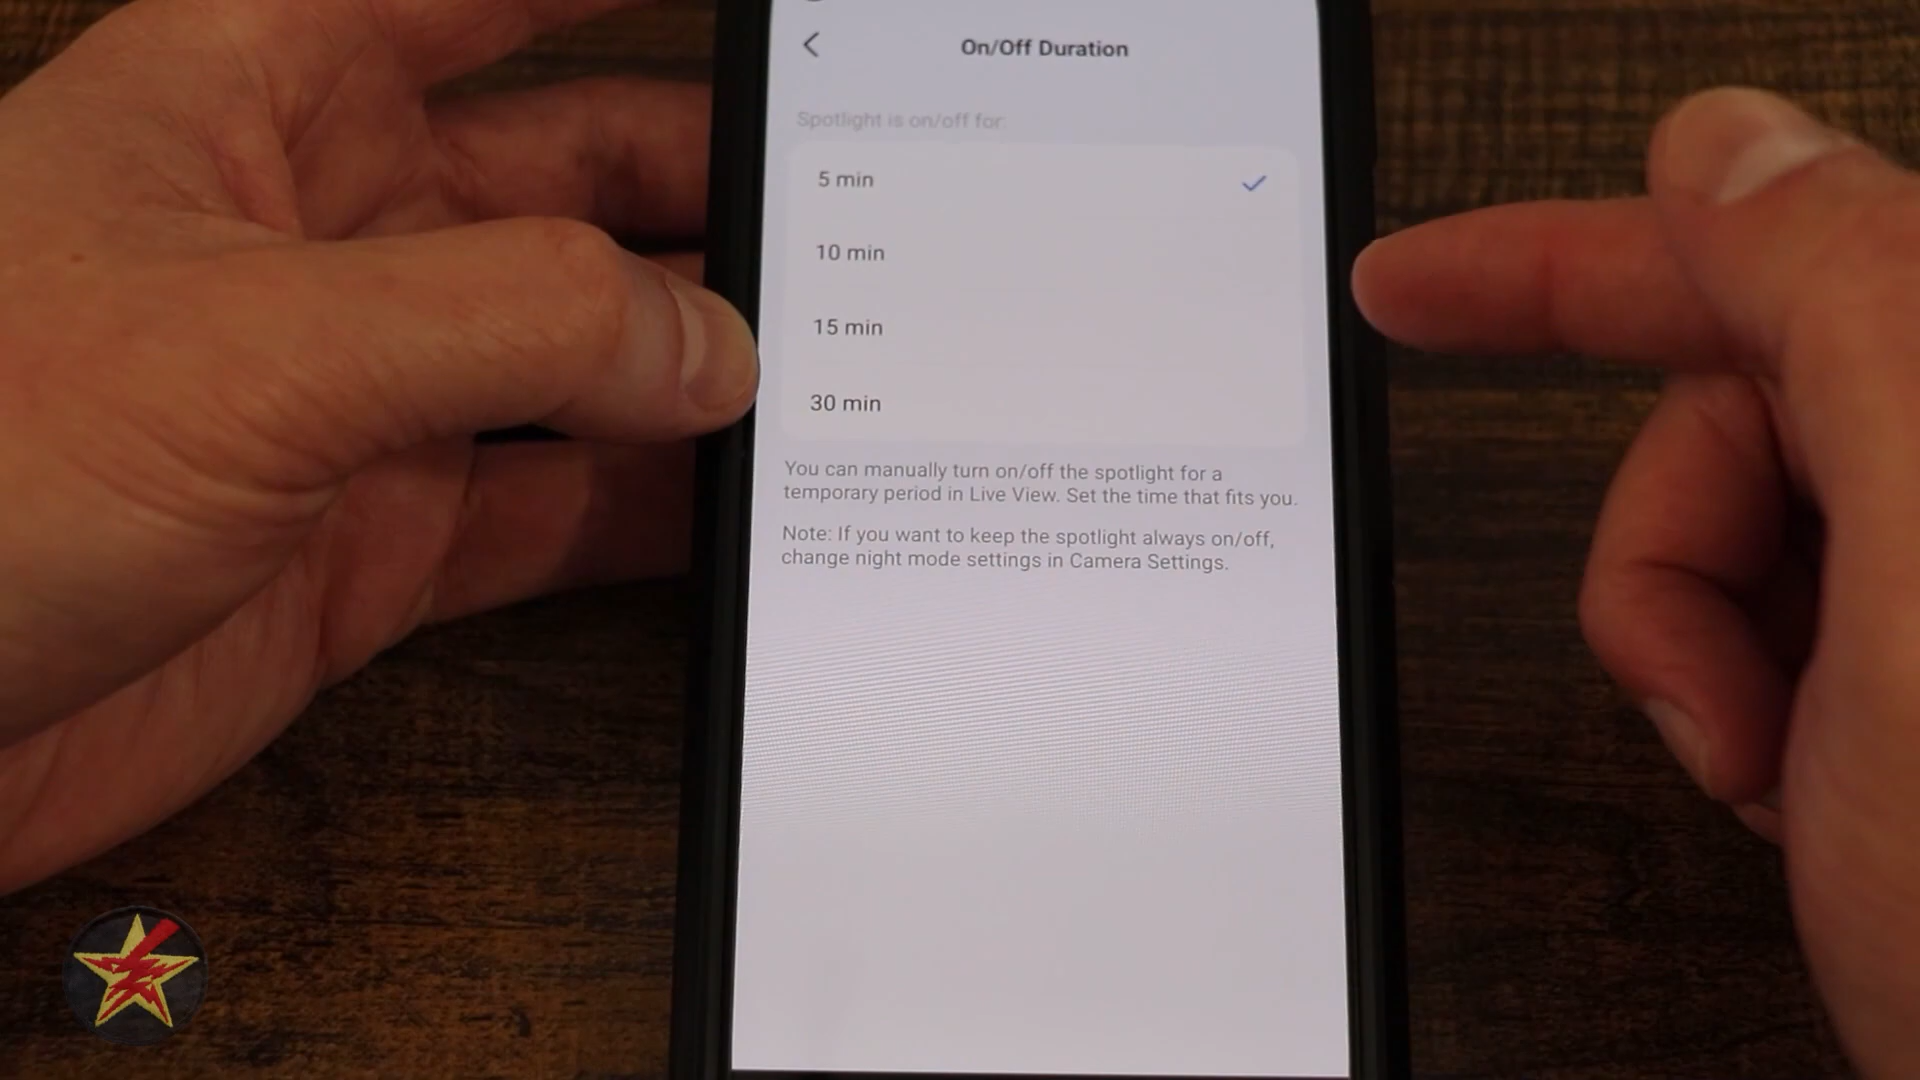 On/Off Duration
Spotlight is on/off for:
5 min
10 min
15 min
30 min
You can manually turn on/off the spotlight for a
temporary period in Live View. Set the time that fits you.
Note: If you want to keep the spotlight always on/off,
change night mode settings in Camera Settings.